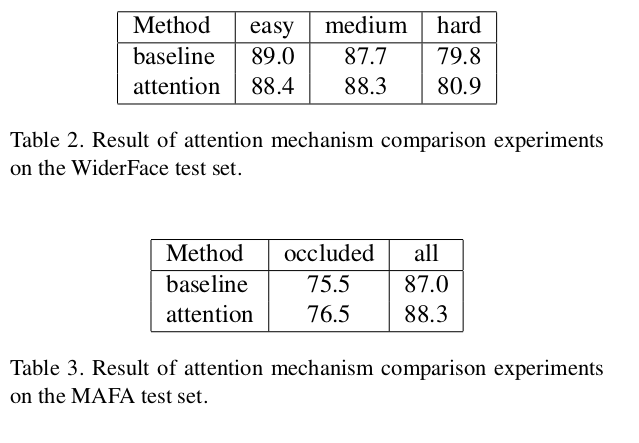 Method easy medium hard
baseline 89.0 87.7 79.8
attention 88.4 88.3 80.9
Table 2. Result of attention mechanism comparison experiments
on the WiderFace test set.
Method occluded all
baseline 75.5 87.0
attention 76.5 88.3
Table 3. Result of attention mechanism comparison experiments
on the MAFA test set.